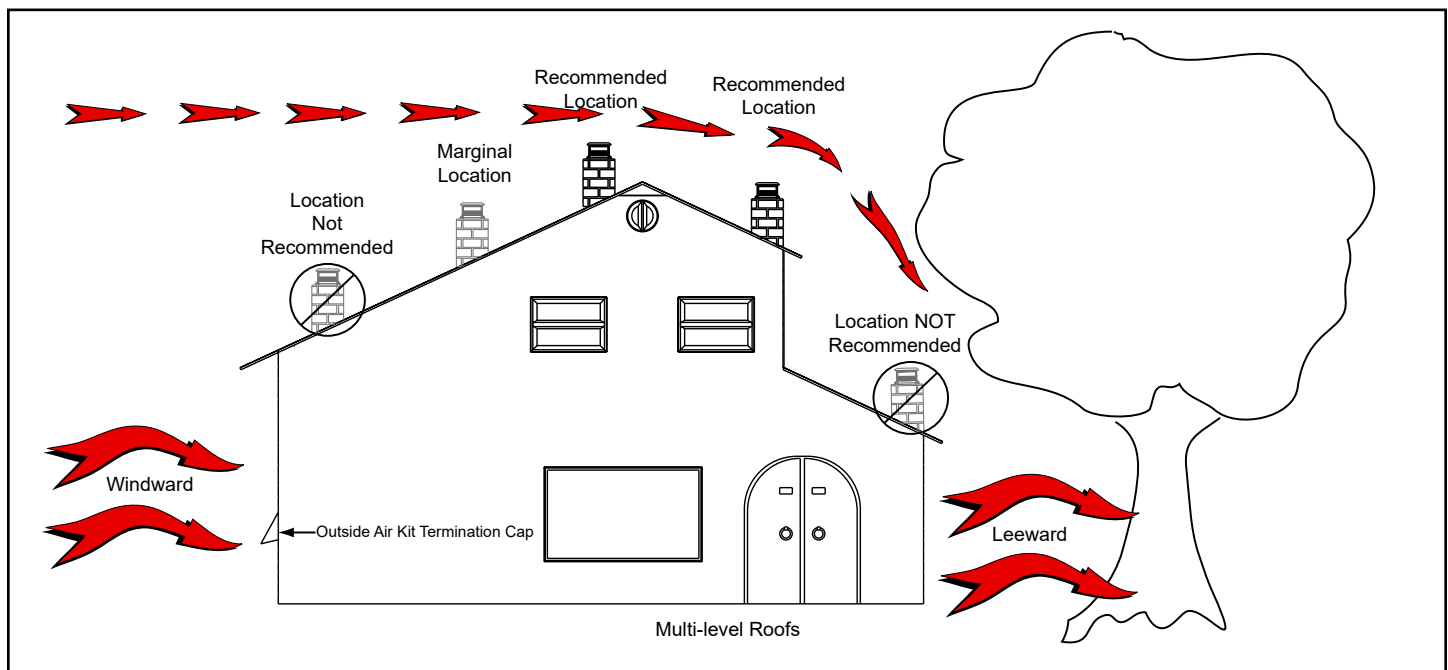 Recommended
Location
Recommended
Location
Marginal
Location
Location
Not
Recommended
Location NOT
Recommended
Windward
Outside Air Kit Termination Cap
Leeward
Multi-level Roofs